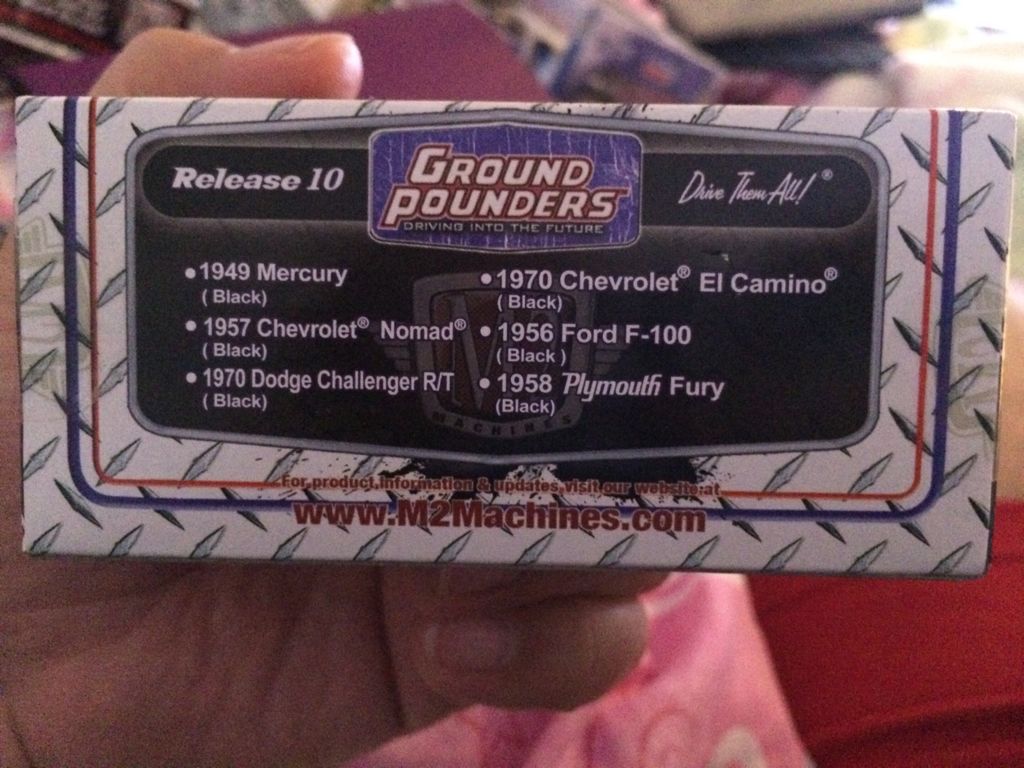 Release 10
GROUND
POUNDERS
DRIVING INTO THE FUTURE
Drive Them All!®
• 1949 Mercury
( Black)
• 1957 Chevrolet® Nomad®
( Black)
• 1970 Dodge Challenger R/T
( Black)
• 1970 Chevrolet® El Camino®
( Black)
• 1956 Ford F-100
( Black )
• 1958 Plymouth Fury
(Black)
M2
MACHINES
For product information & updates visit our website at
www.M2Machines.com